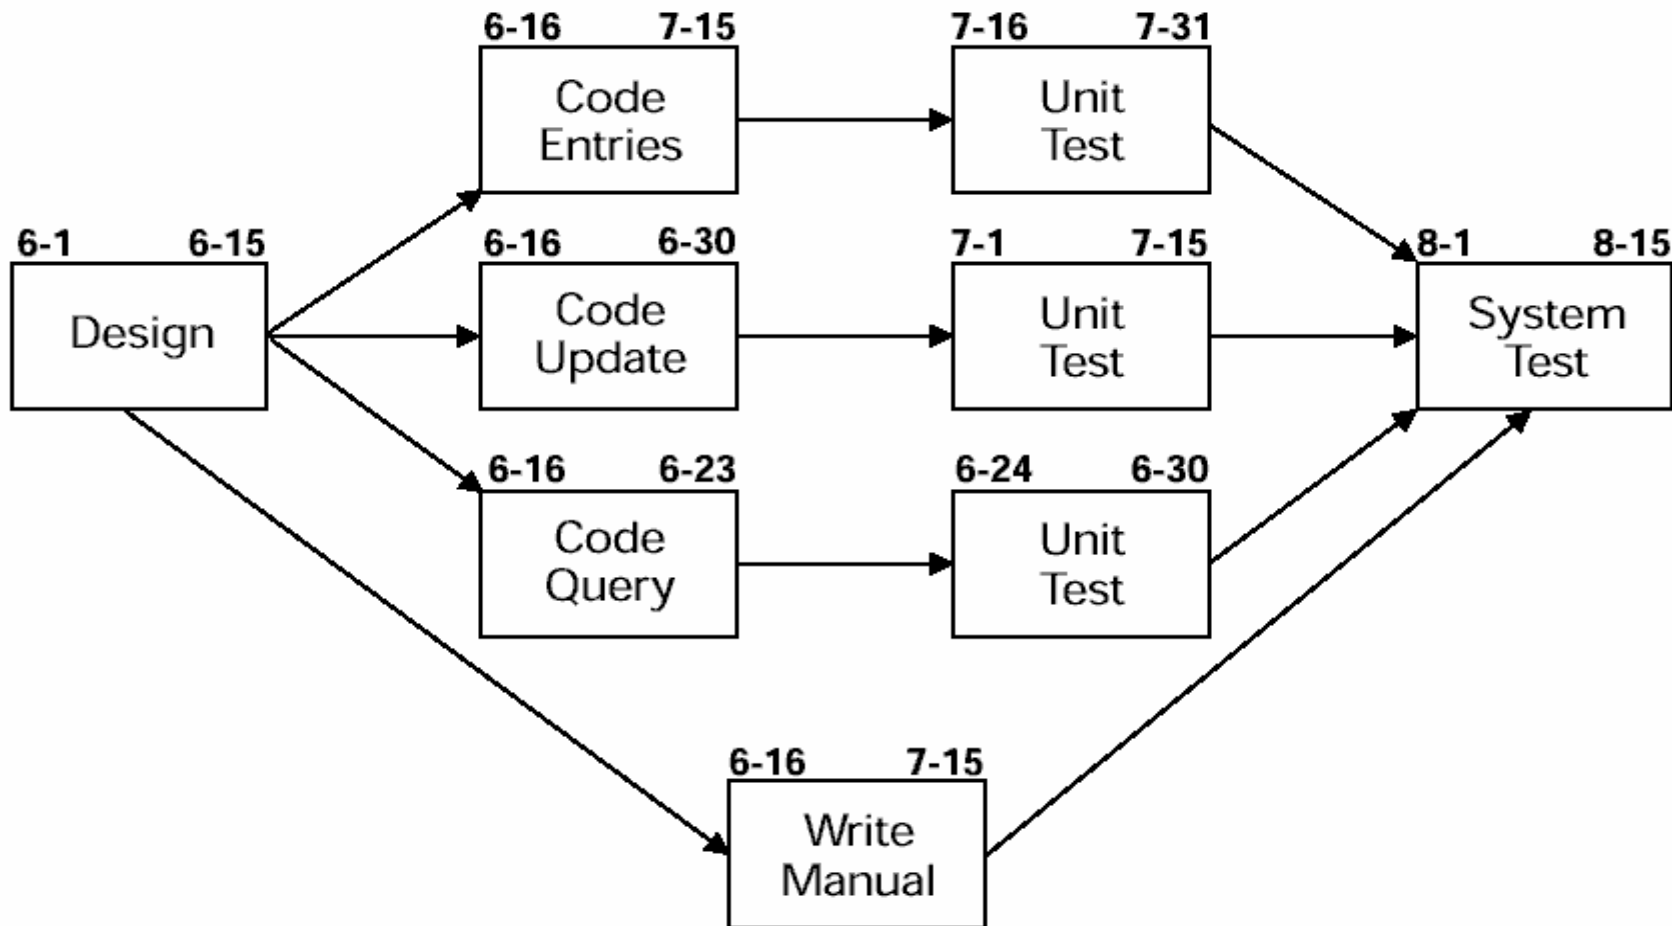 6-16 7-15
Code
Entries
7-16 7-31
Unit
Test
6-1 6-15
Design
6-16 6-30
Code
Update
7-1 7-15
Unit
Test
8-1 8-15
System
Test
6-16 6-23
Code
Query
6-24 6-30
Unit
Test
6-16 7-15
Write
Manual